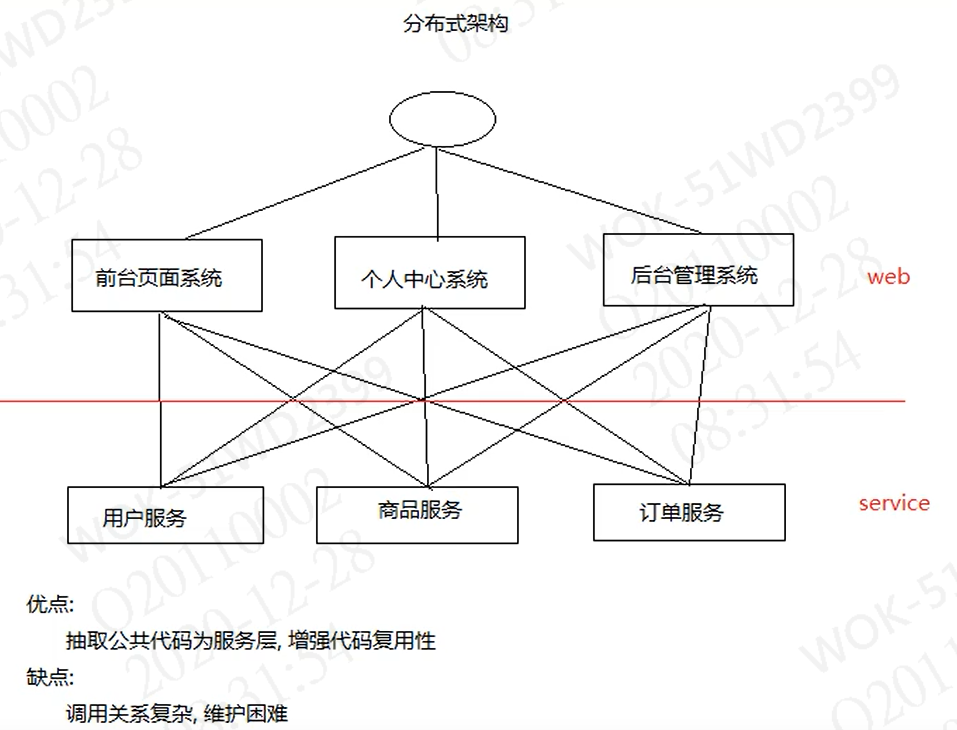 分布式架构
前台页面系统
个人中心系统
后台管理系统
web
用户服务
商品服务
订单服务
service
优点:
抽取公共代码为服务层, 增强代码复用性
缺点:
调用关系复杂, 维护困难
WOK-51WD2399
O20110002
2020-12-28
08:31:54